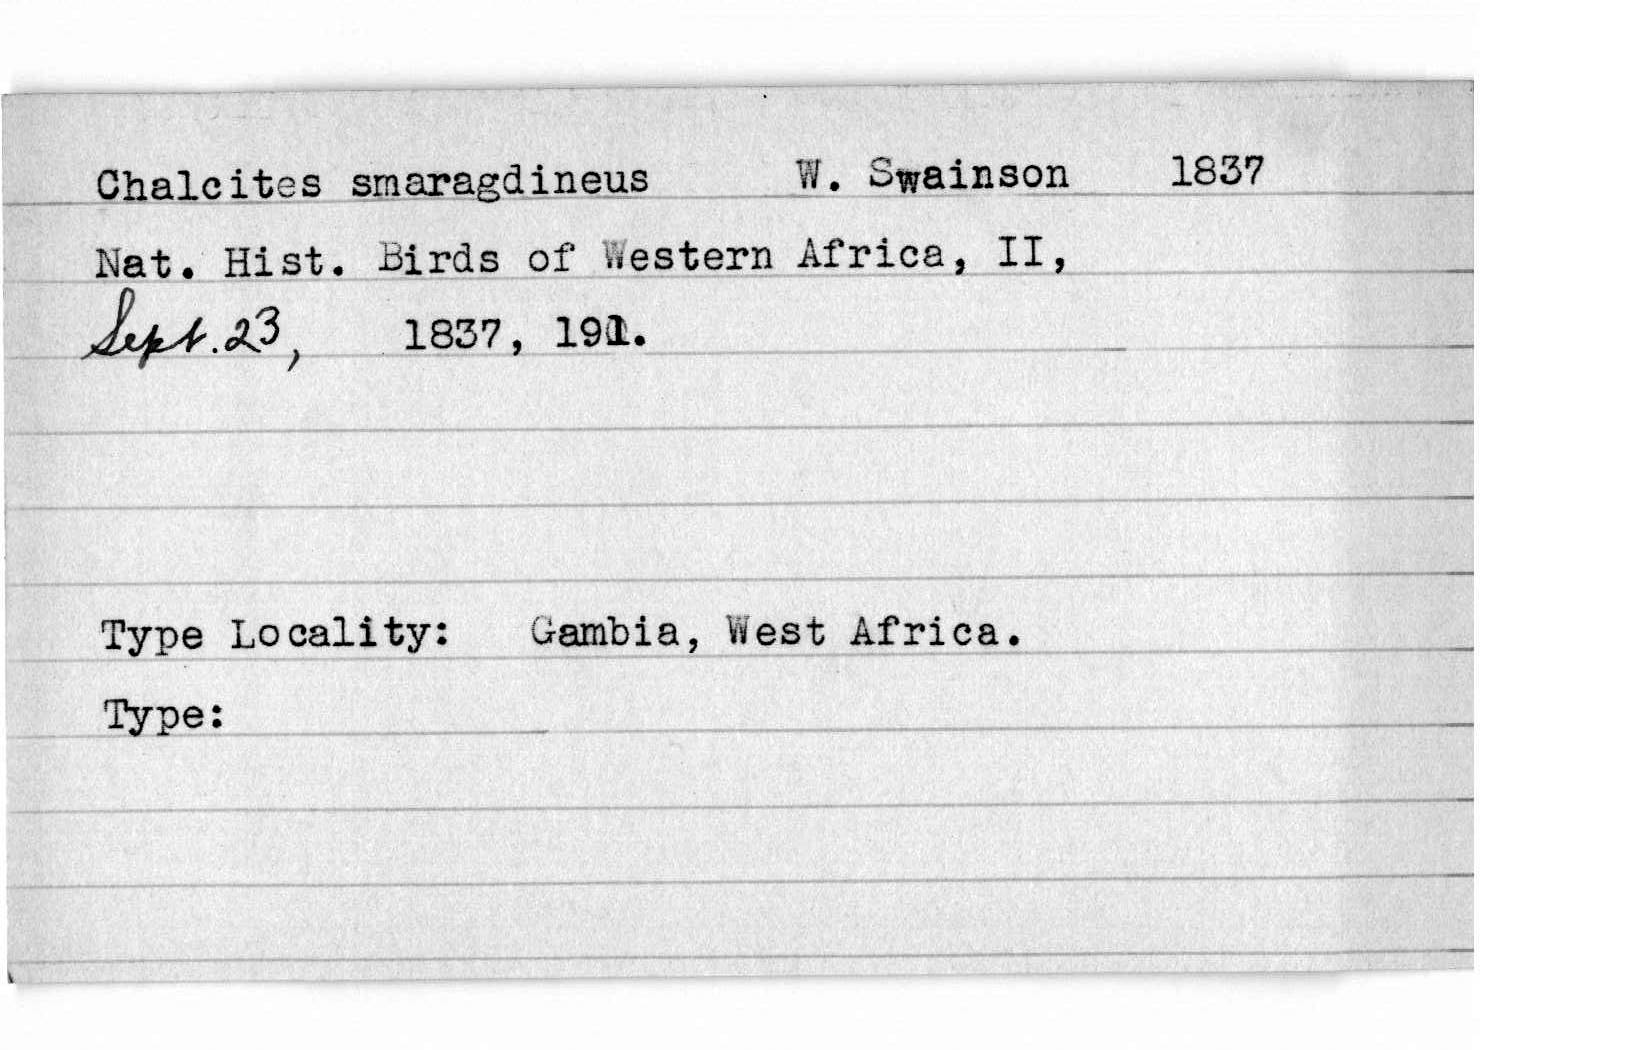 Chalcites smaragdineus W. Swainson 1837
Nat. Hist. Birds of Western Africa, II,
Sept. 23, 1837, 191.
Type Locality: Gambia, West Africa.
Type: